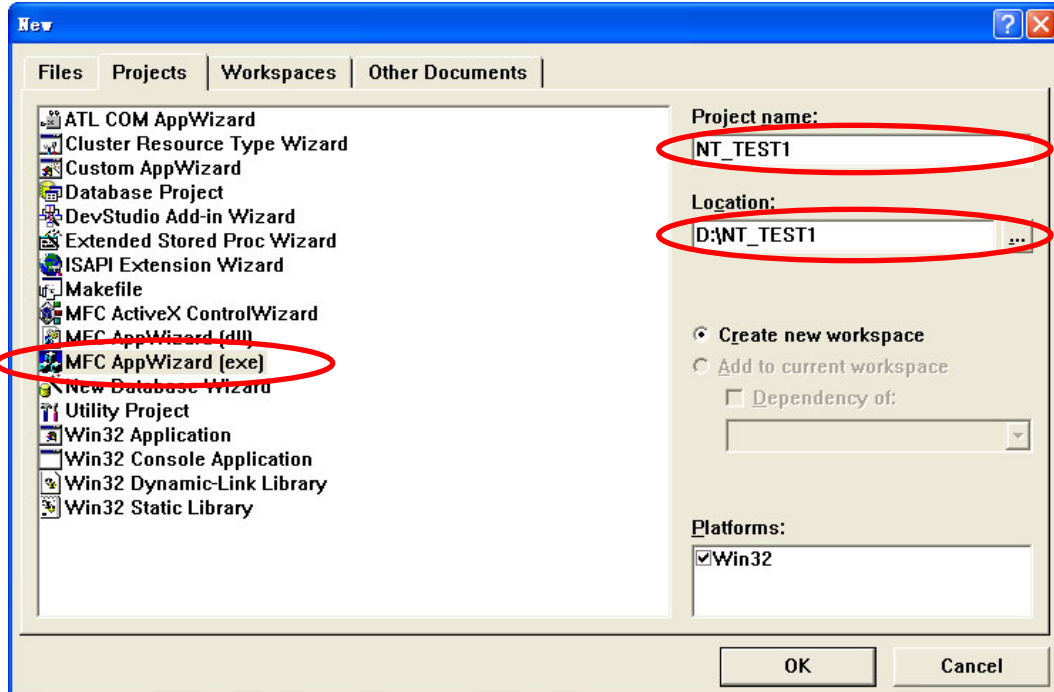 New
Files Projects Workspaces Other Documents
ATL COM AppWizard
Cluster Resource Type Wizard
Custom AppWizard
Database Project
DevStudio Add-in Wizard
Extended Stored Proc Wizard
ISAPI Extension Wizard
Makefile
MFC ActiveX ControlWizard
MFC AppWizard (dll)
MFC AppWizard (exe)
New Database Wizard
Utility Project
Win32 Application
Win32 Console Application
Win32 Dynamic-Link Library
Win32 Static Library
Project name:
NT_TEST1
Location:
D:\NT_TEST1
...
Create new workspace
Add to current workspace
Dependency of:
Platforms:
Win32
OK Cancel